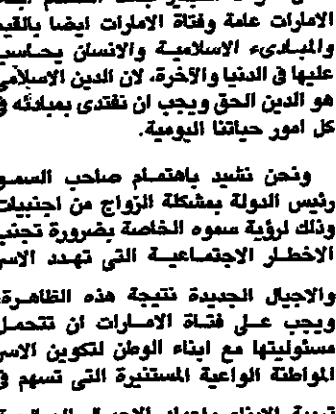 الامارات عامة وفتاة الامارات ايضا بالقيم
والمبادىء الاسلامية والانسان يحاسب
عليها في الدنيا والآخرة، لان الدين الاسلامي
هو الدين الحق ويجب ان نقتدى بمبادئه في
كل امور حياتنا اليومية.
ونحن نشيد باهتمام صاحب السمو
رئيس الدولة بمشكلة الزواج من اجنبيات
وذلك لرؤية سموه الخاصة بضرورة تجنب
الاخطار الاجتماعية التى تهدد الاسر
والاجيال الجديدة نتيجة هذه الظاهرة،
ويجب على فتاة الامارات ان تتحمل
مسئوليتها مع ابناء الوطن لتكوين الاسر
المواطنة الواعية المستنيرة التى تسهم في